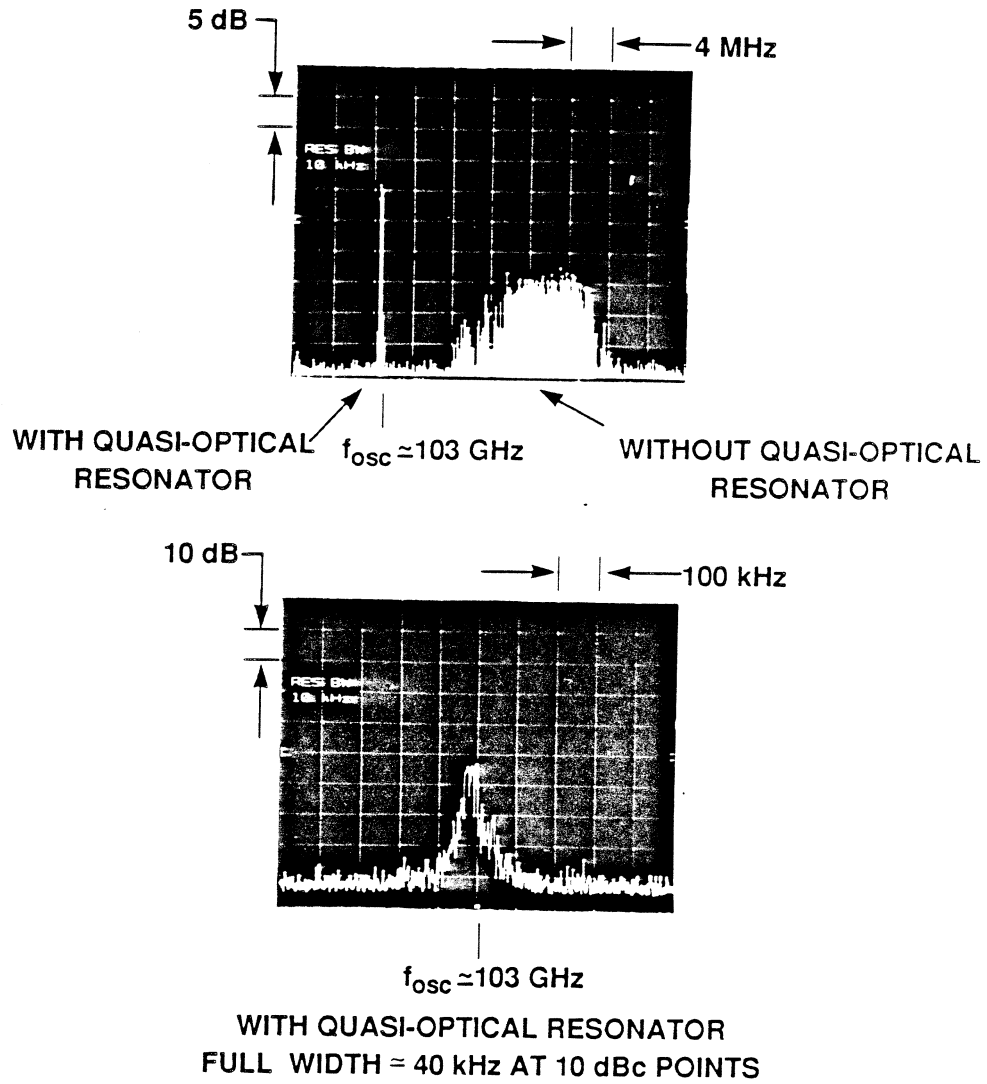 5 dB
4 MHz
RES BW
10 kHz
WITH QUASI-OPTICAL
RESONATOR
fosc ≃103 GHz
WITHOUT QUASI-OPTICAL
RESONATOR
10 dB
100 kHz
RES BW
10 kHz
fosc ≃103 GHz
WITH QUASI-OPTICAL RESONATOR
FULL WIDTH ≃ 40 kHz AT 10 dBc POINTS